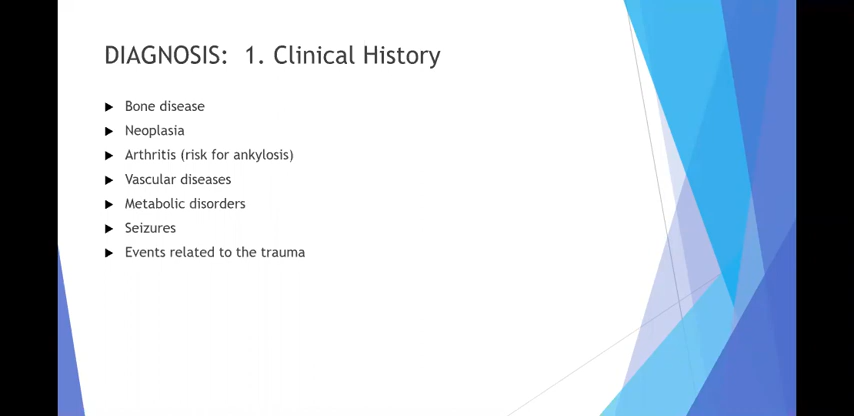 DIAGNOSIS: 1. Clinical History
Bone disease
Neoplasia
Arthritis (risk for ankylosis)
Vascular diseases
Metabolic disorders
Seizures
Events related to the trauma